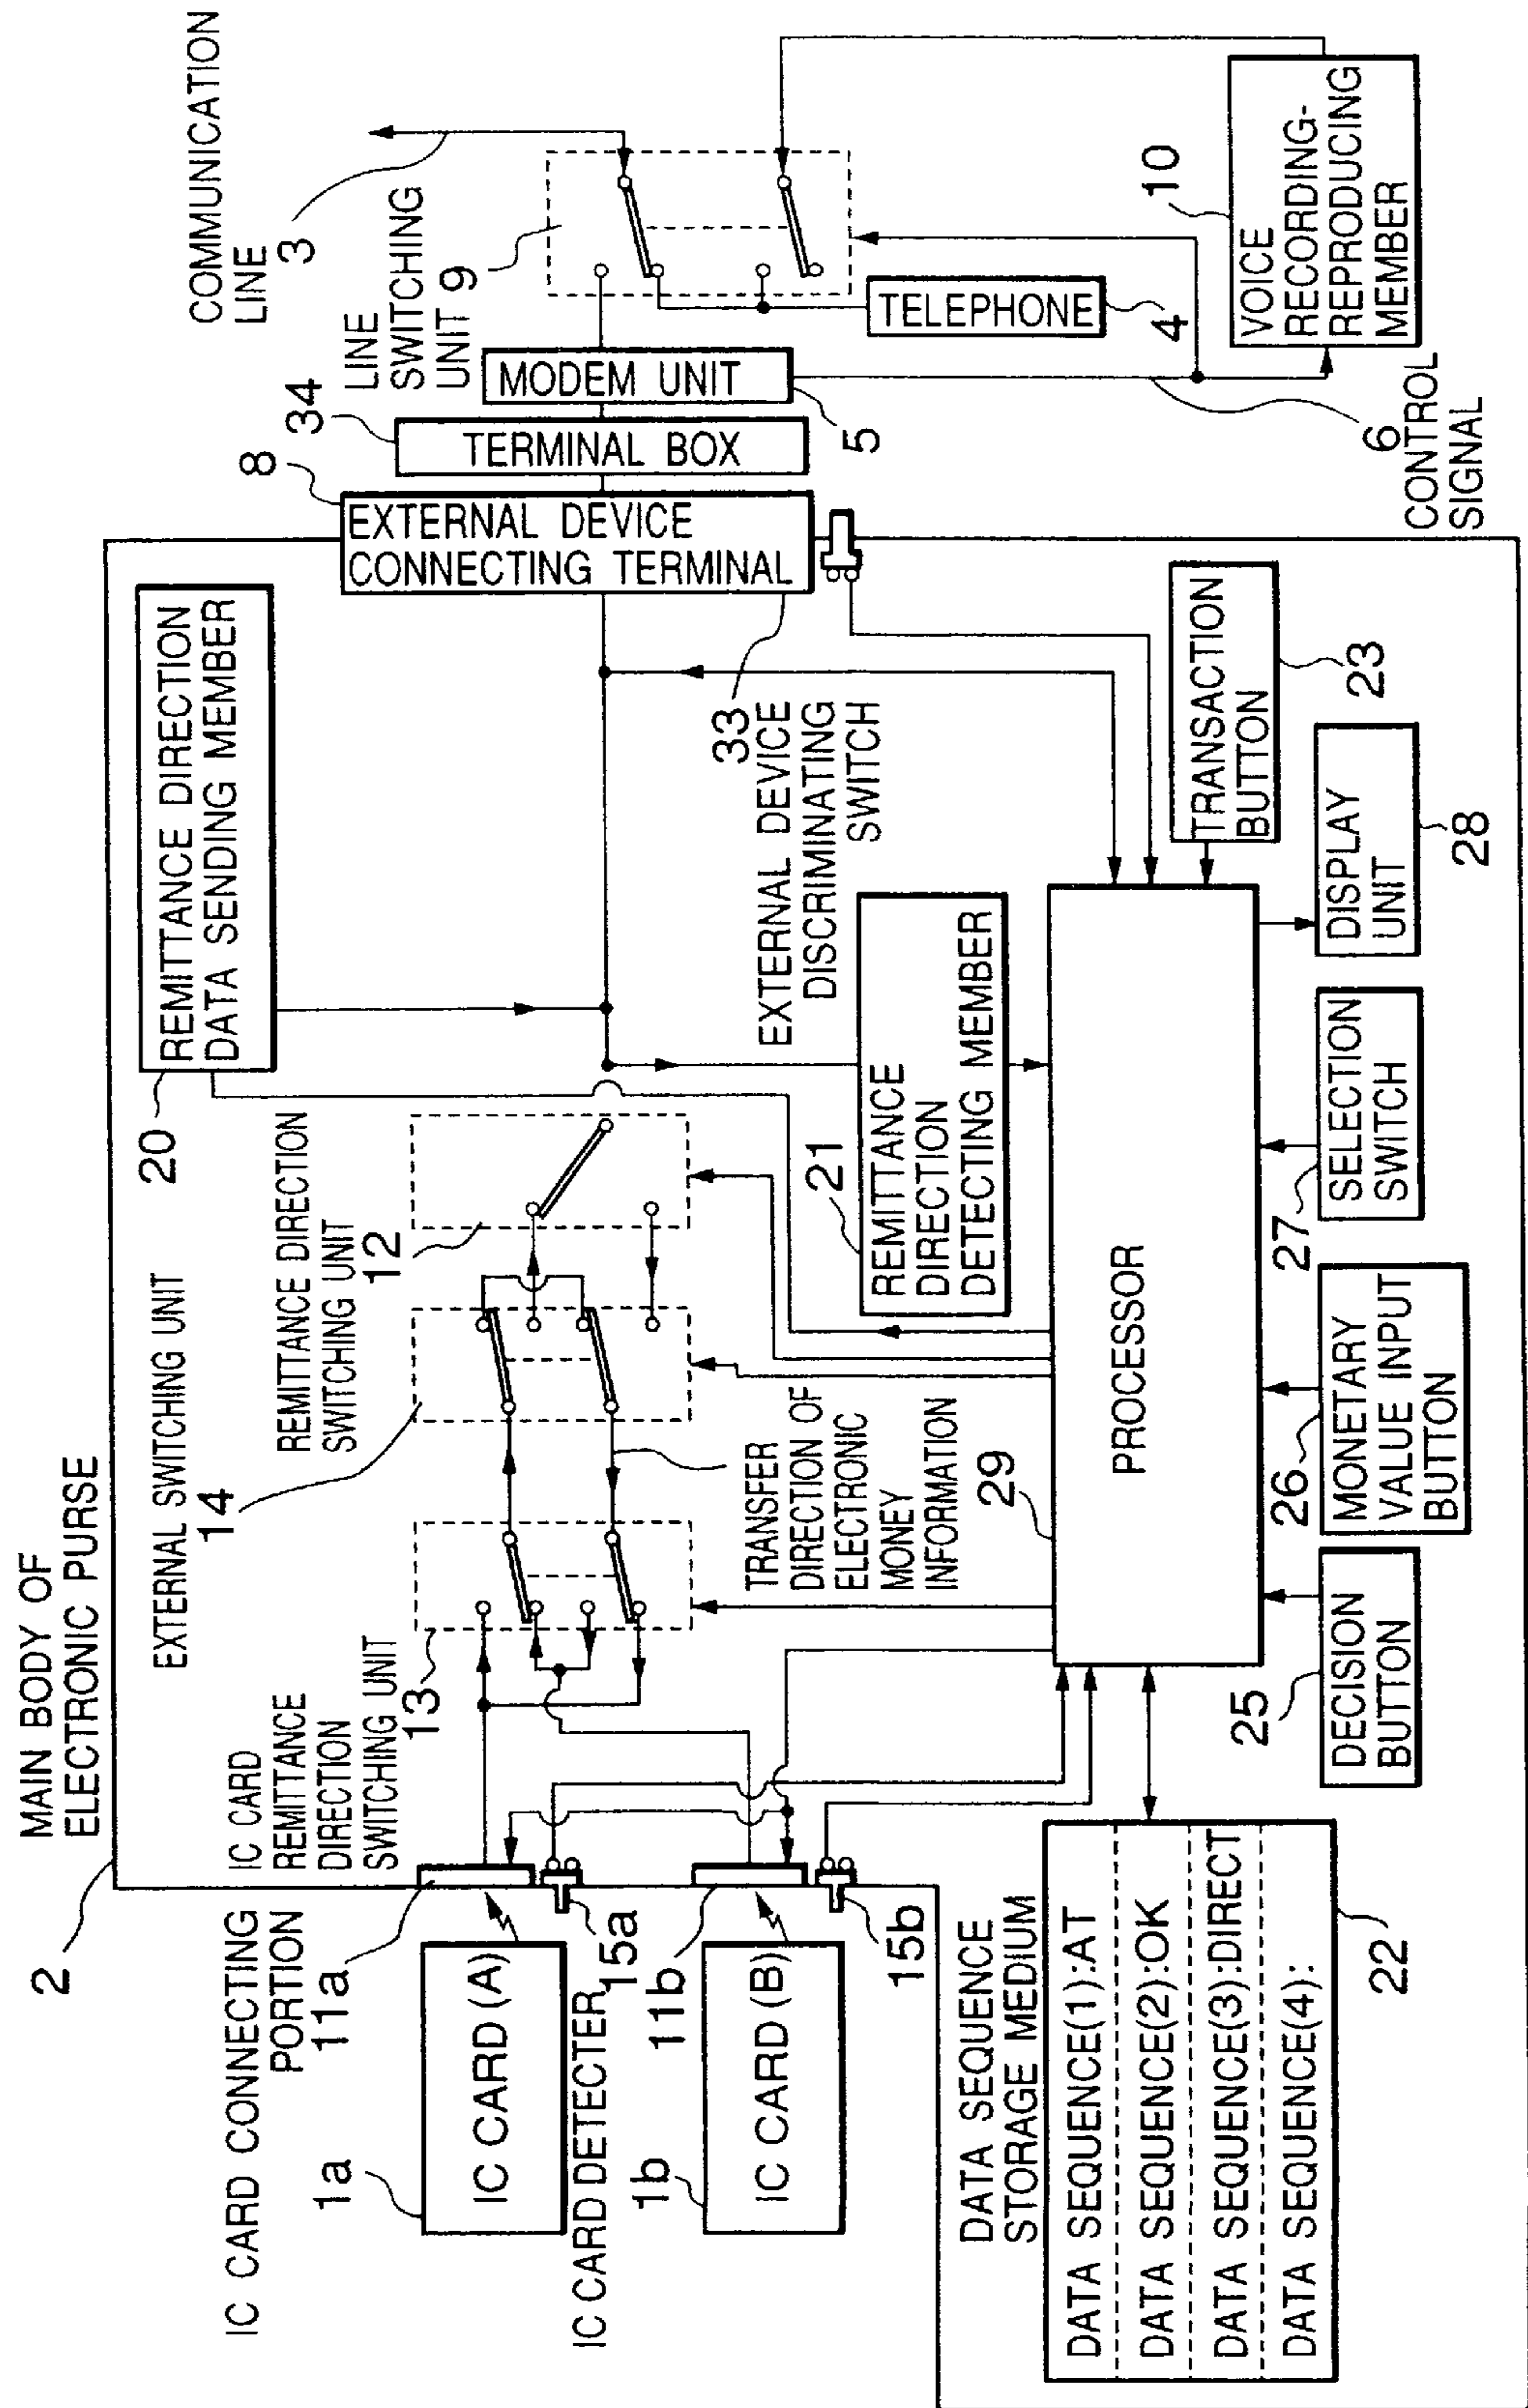 MAIN BODY OF
ELECTRONIC PURSE
2
IC CARD CONNECTING
PORTION
11a
1a
IC CARD (A)
IC CARD DETECTER
15a
1b
11b
IC CARD (B)
15b
IC CARD
REMITTANCE
DIRECTION
SWITCHING UNIT
13
EXTERNAL SWITCHING UNIT
14
REMITTANCE DIRECTION
SWITCHING UNIT
12
20
REMITTANCE DIRECTION
DATA SENDING MEMBER
TRANSFER
DIRECTION OF
ELECTRONIC
MONEY
INFORMATION
21
REMITTANCE
DIRECTION
DETECTING MEMBER
33
EXTERNAL DEVICE
DISCRIMINATING
SWITCH
8
EXTERNAL DEVICE
CONNECTING TERMINAL
34
TERMINAL BOX
MODEM UNIT
5
LINE
SWITCHING
UNIT 9
COMMUNICATION
LINE
3
TELEPHONE
4
10
VOICE
RECORDING-
REPRODUCING
MEMBER
6
CONTROL
SIGNAL
DATA SEQUENCE
STORAGE MEDIUM
DATA SEQUENCE(1):AT
DATA SEQUENCE(2):OK
DATA SEQUENCE(3):DIRECT
DATA SEQUENCE(4):
22
29
PROCESSOR
25
DECISION
BUTTON
26
MONETARY
VALUE INPUT
BUTTON
27
SELECTION
SWITCH
DISPLAY
UNIT
28
TRANSACTION
BUTTON
23